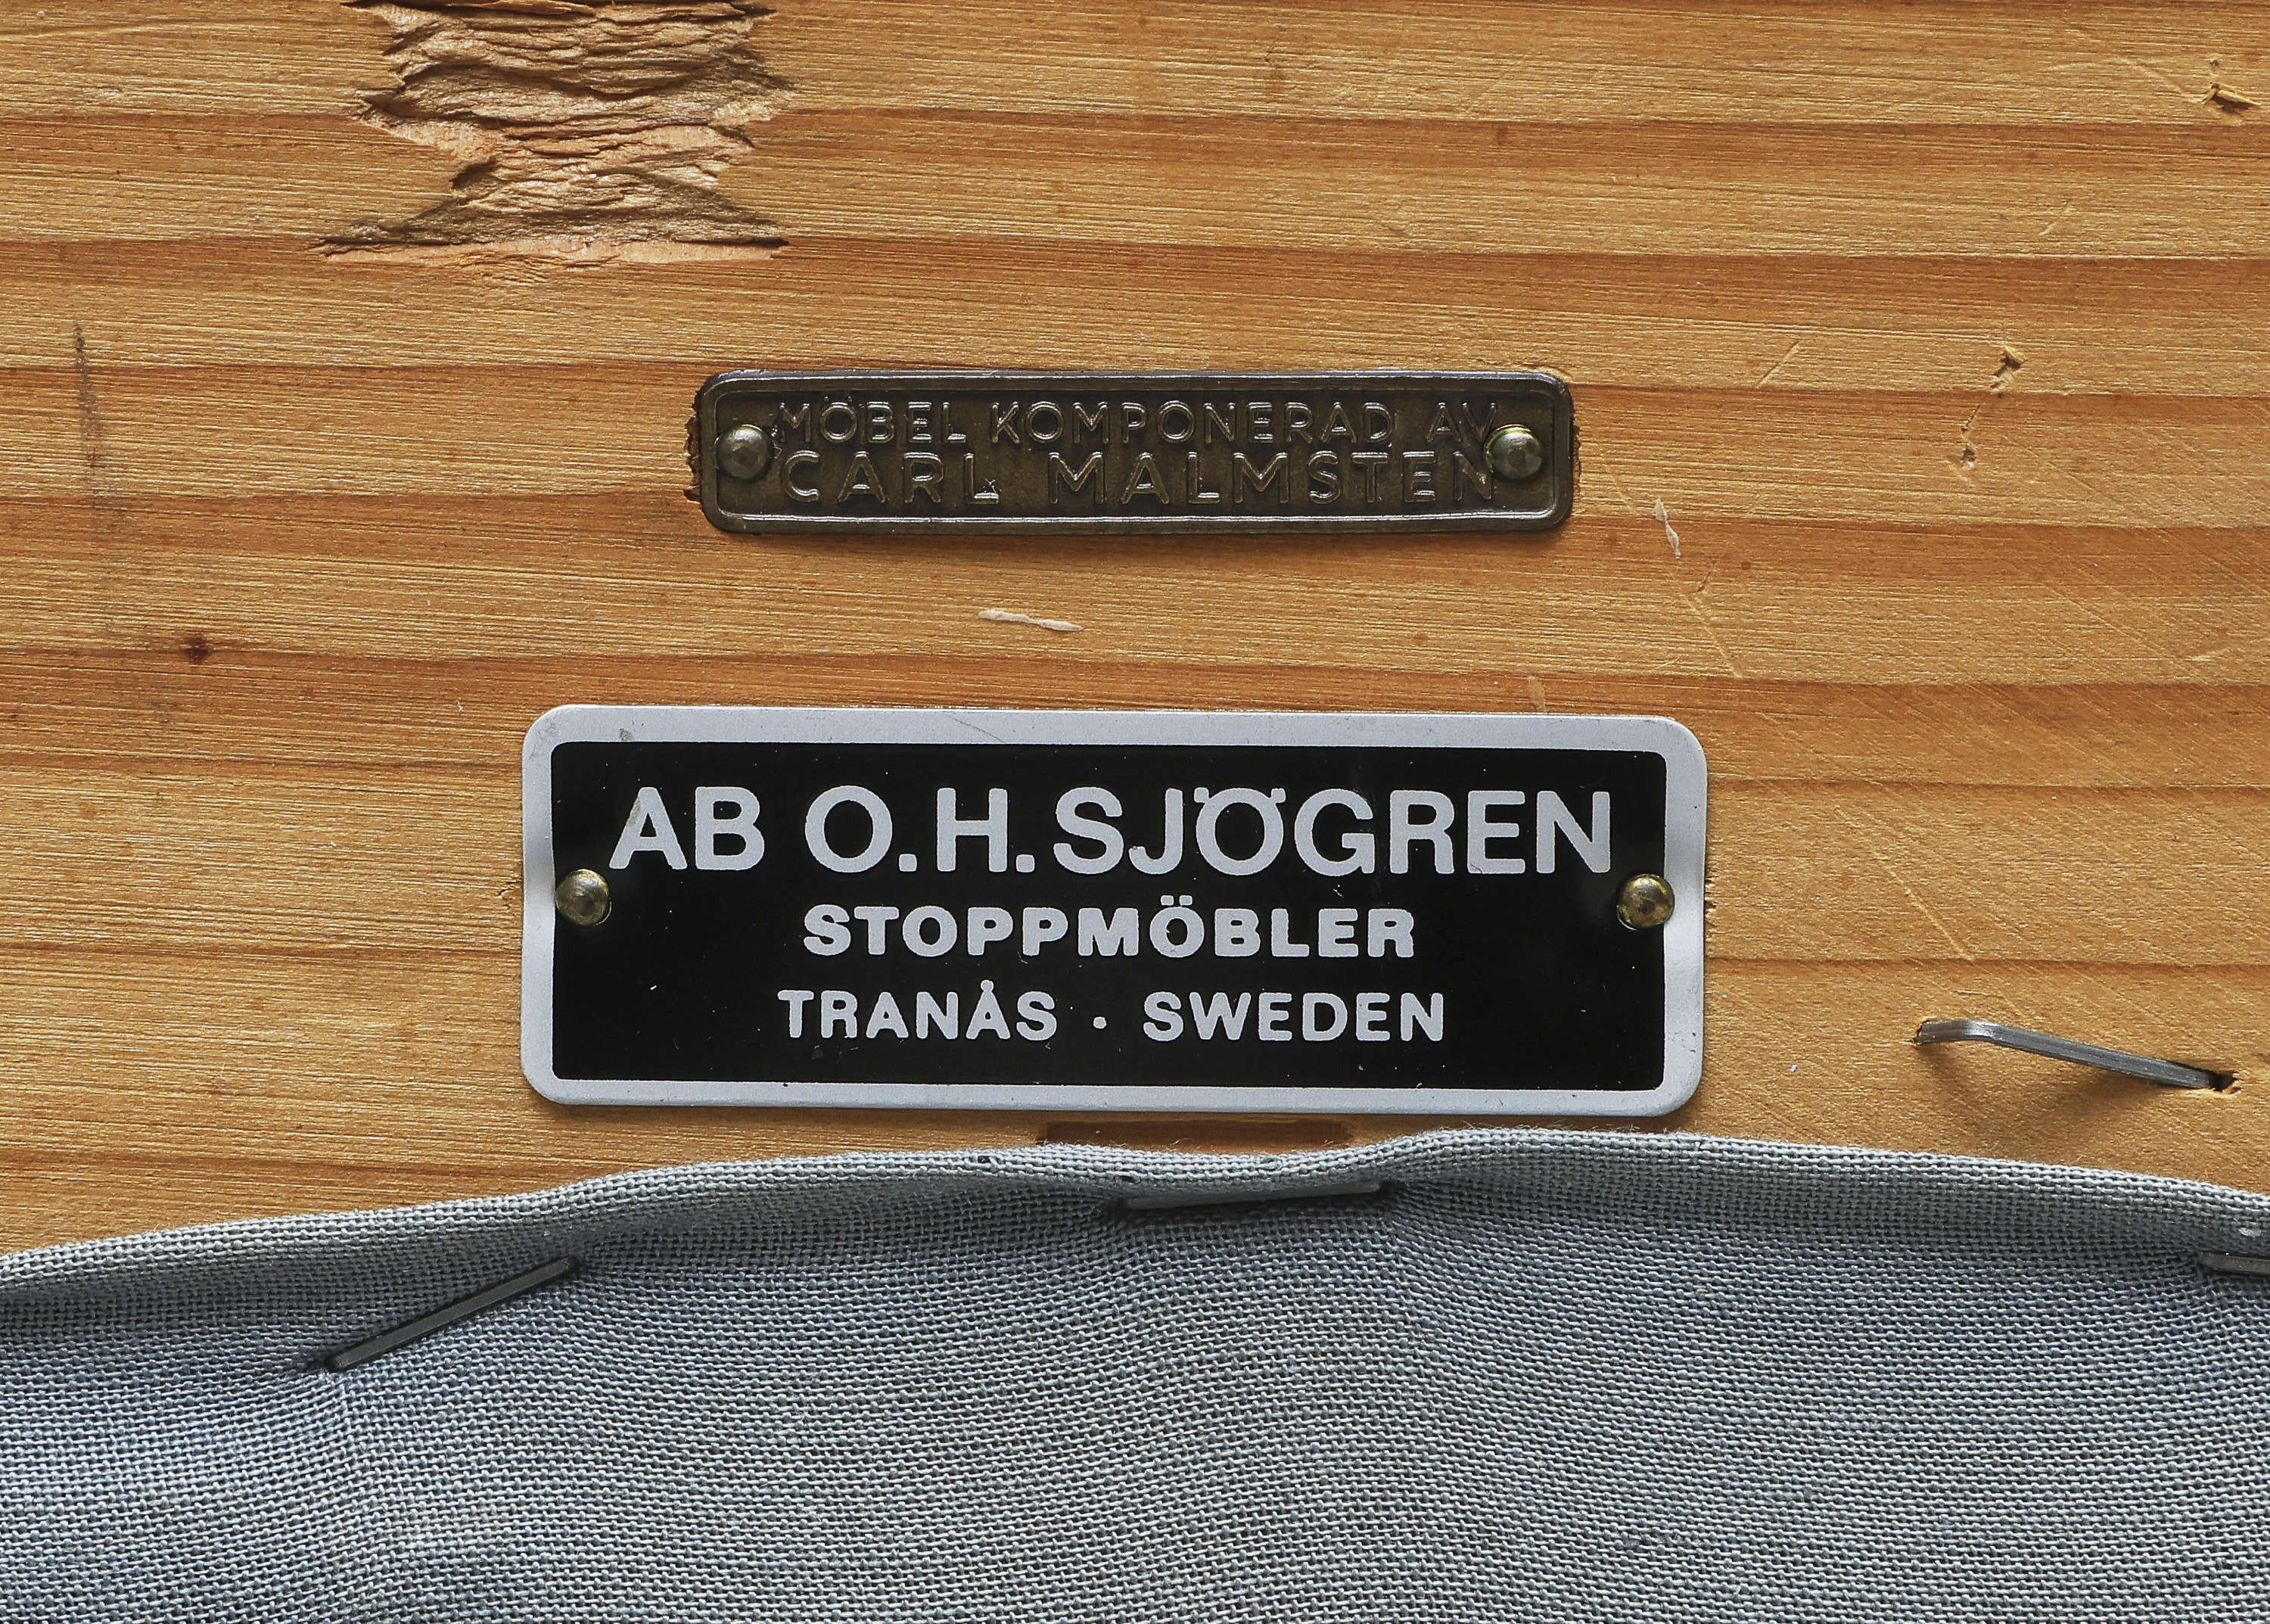 MÖBEL KOMPONERAD AV
CARL MALMSTEN
AB O.H. SJÖGREN
STOPPMÖBLER
TRANÅS · SWEDEN